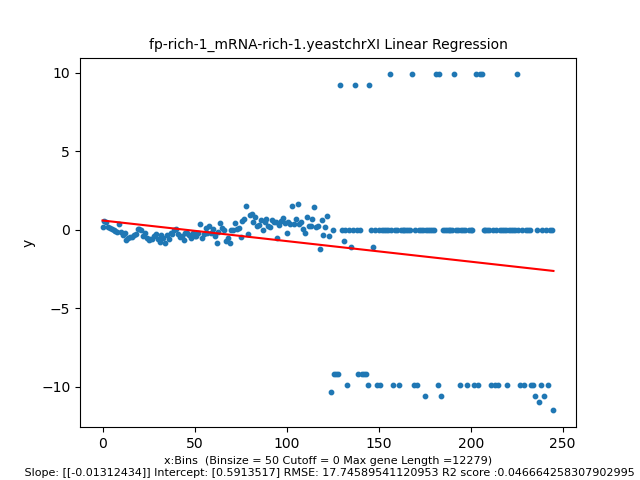 fp-rich-1_mRNA-rich-1.yeastchrXI Linear Regression
10
5
0
−5
−10
y
0 50 100 150 200 250
x:Bins (Binsize = 50 Cutoff = 0 Max gene Length =12279)
Slope: [[-0.01312434]] Intercept: [0.5913517] RMSE: 17.74589541120953 R2 score :0.046664258307902995